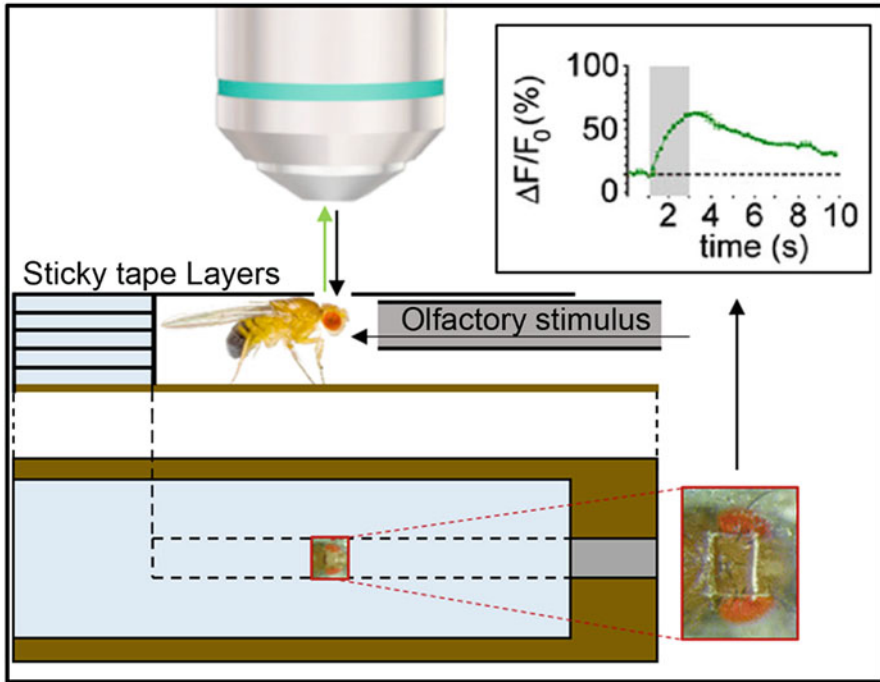 100
50
0
ΔF/F₀(%)
2 4 6 8 10
time (s)
Sticky tape Layers
Olfactory stimulus